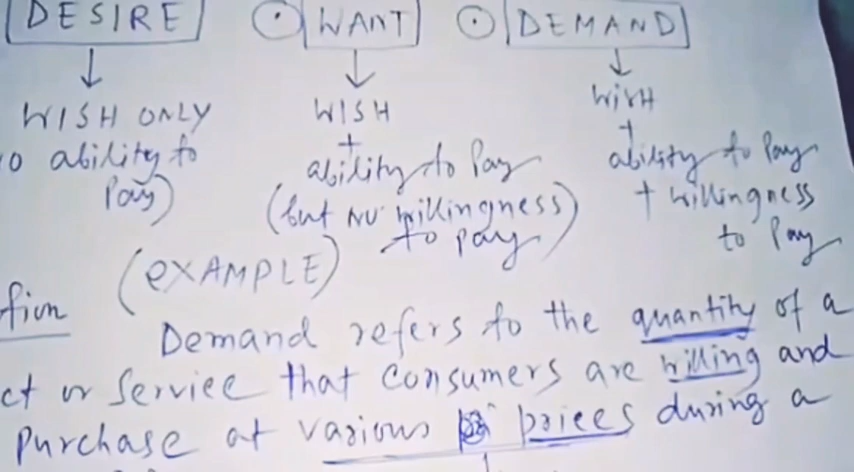 DESIRE WANT DEMAND
WISH ONLY WISH WISH
o ability to + +
Pay) ability to Pay ability to Pay
(but NO willingness) + willingness
to pay to Pay
(EXAMPLE)
tion
Demand refers to the quantity of a
ct or Service that Consumers are willing and
Purchase at various prices during a